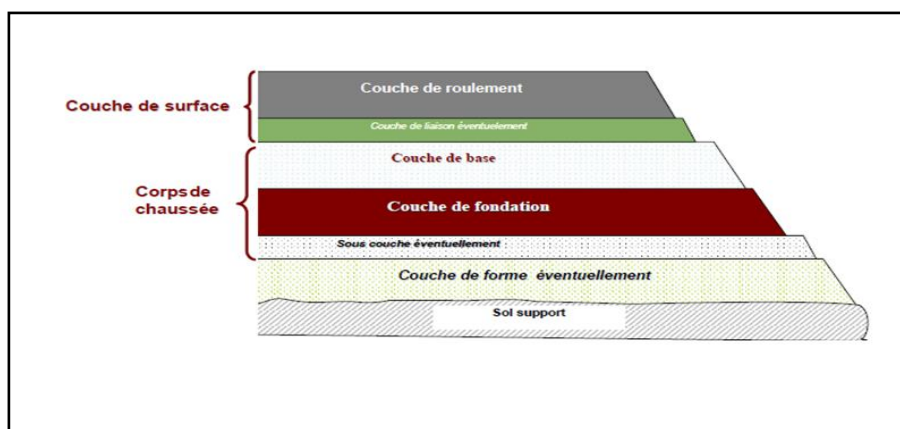 Couche de roulement
Couche de surface
Couche de liaison éventuelement
Couche de base
Corps de
chaussée
Couche de fondation
Sous couche éventuellement
Couche de forme éventuellement
Sol support